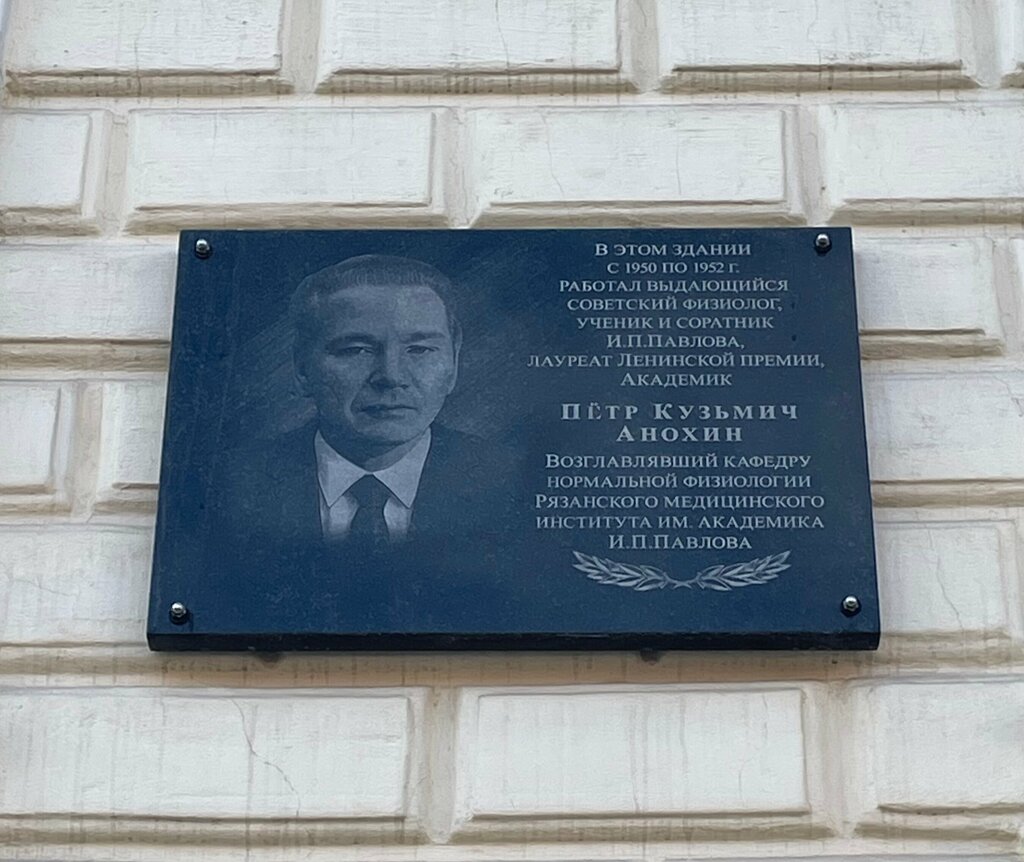 В ЭТОМ ЗДАНИИ
С 1950 ПО 1952 Г.
РАБОТАЛ ВЫДАЮЩИЙСЯ
СОВЕТСКИЙ ФИЗИОЛОГ,
УЧЕНИК И СОРАТНИК
И.П.ПАВЛОВА,
ЛАУРЕАТ ЛЕНИНСКОЙ ПРЕМИИ,
АКАДЕМИК
ПЁТР КУЗЬМИЧ
АНОХИН
ВОЗГЛАВЛЯВШИЙ КАФЕДРУ
НОРМАЛЬНОЙ ФИЗИОЛОГИИ
РЯЗАНСКОГО МЕДИЦИНСКОГО
ИНСТИТУТА ИМ. АКАДЕМИКА
И.П.ПАВЛОВА